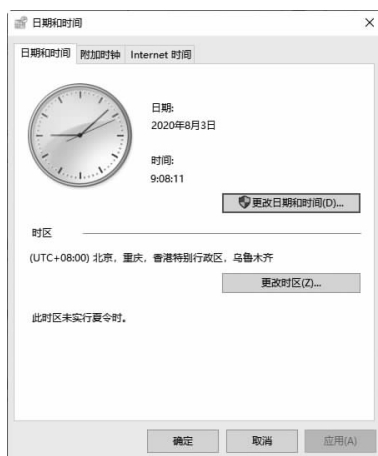 日期和时间
日期和时间 附加时钟 Internet 时间
日期:
2020年8月3日
时间:
9:08:11
更改日期和时间(D)...
时区
(UTC+08:00) 北京，重庆，香港特别行政区，乌鲁木齐
更改时区(Z)...
此时区未实行夏令时。
确定 取消 应用(A)